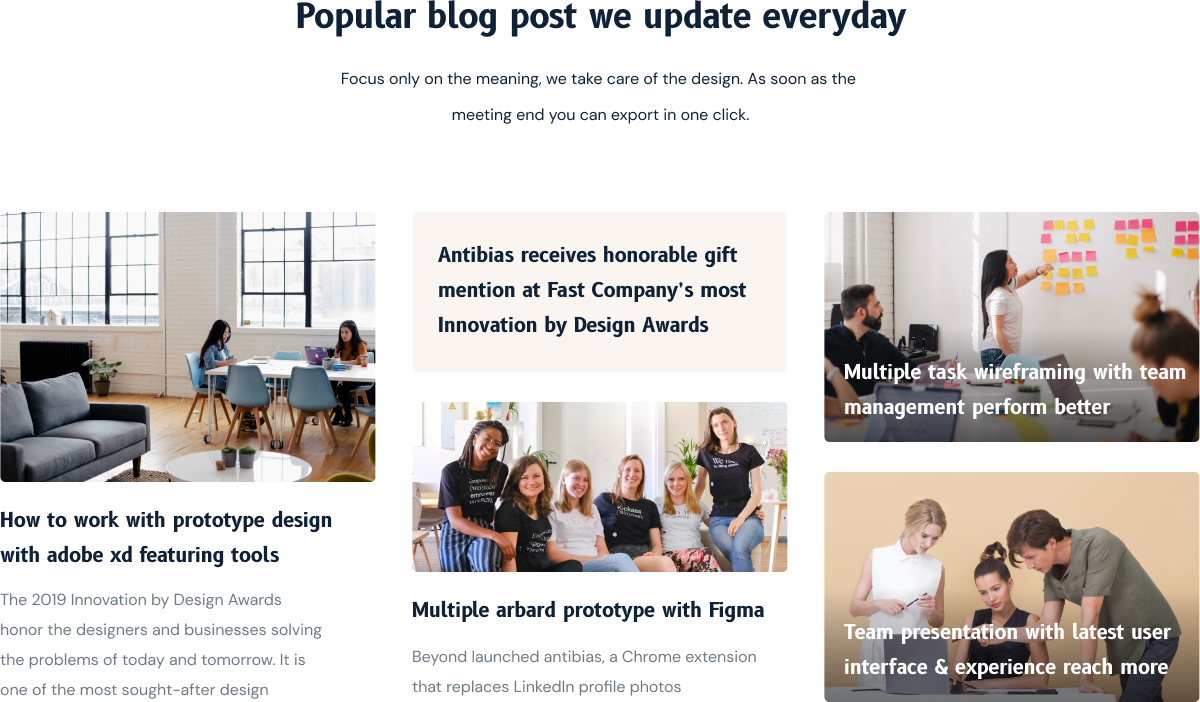 Popular blog post we update everyday
Focus only on the meaning, we take care of the design. As soon as the
meeting end you can export in one click.
How to work with prototype design
with adobe xd featuring tools
The 2019 Innovation by Design Awards
honor the designers and businesses solving
the problems of today and tomorrow. It is
one of the most sought-after design
Antibias receives honorable gift
mention at Fast Company's most
Innovation by Design Awards
Kickass
Multiple arbard prototype with Figma
Beyond launched antibias, a Chrome extension
that replaces LinkedIn profile photos
Multiple task wireframing with team
management perform better
Team presentation with latest user
interface & experience reach more